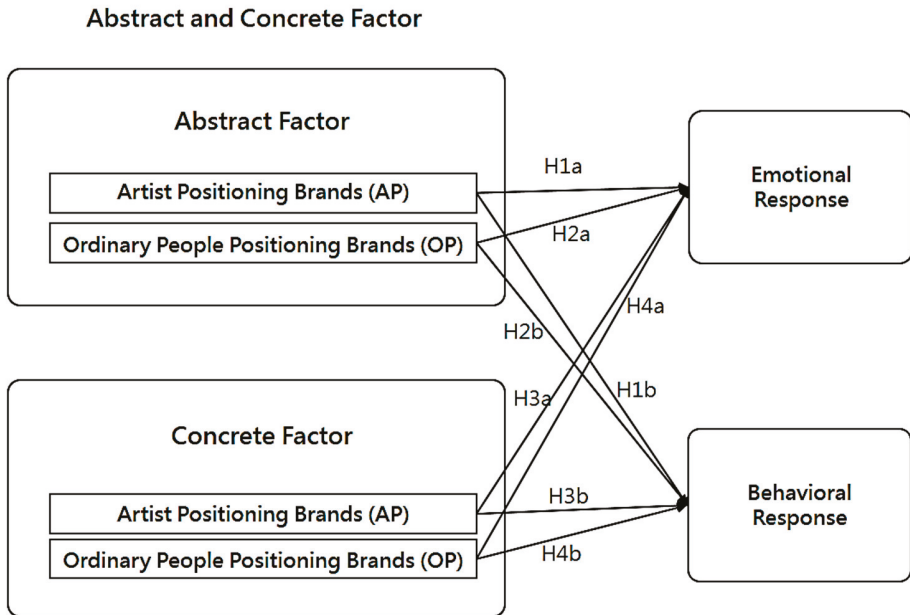 Abstract and Concrete Factor
Abstract Factor
Artist Positioning Brands (AP)
Ordinary People Positioning Brands (OP)
H1a
H2a
H4a
H2b
H3a
H1b
H3b
H4b
Emotional
Response
Concrete Factor
Artist Positioning Brands (AP)
Ordinary People Positioning Brands (OP)
Behavioral
Response